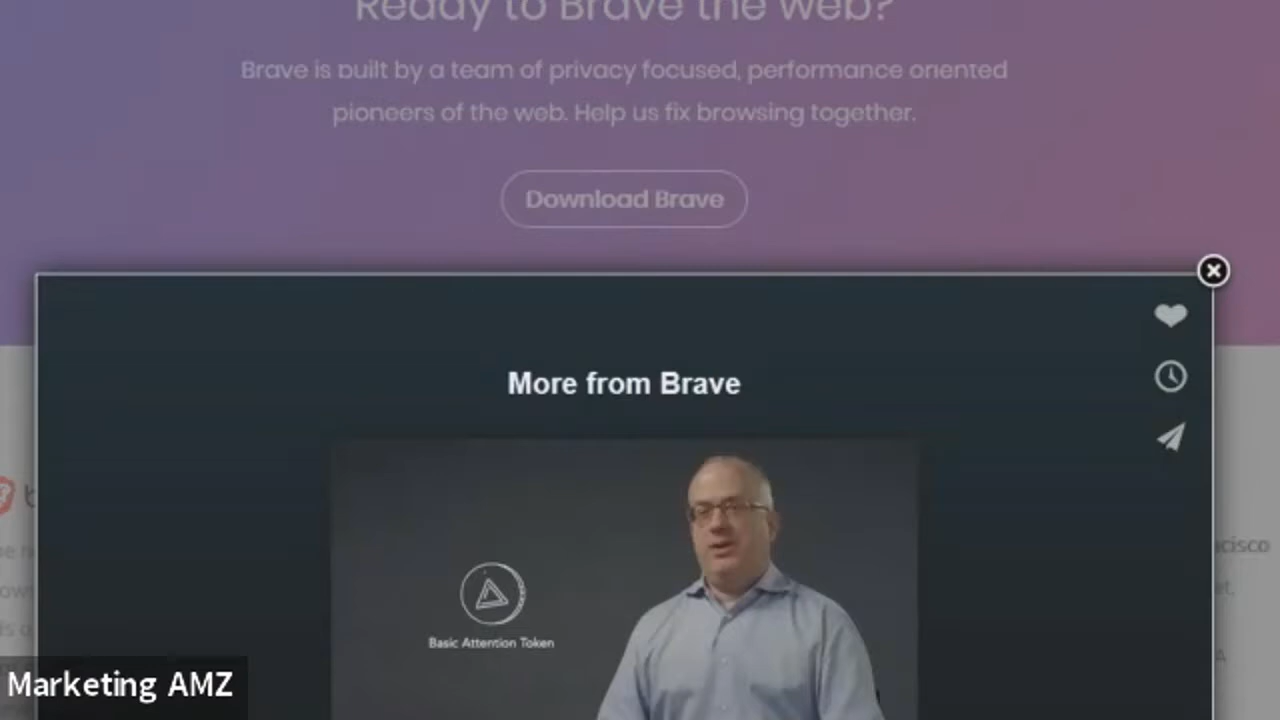 Ready to Brave the web?
Brave is built by a team of privacy focused, performance oriented
pioneers of the web. Help us fix browsing together.
Download Brave
More from Brave
cisco
Basic Attention Token
Marketing AMZ